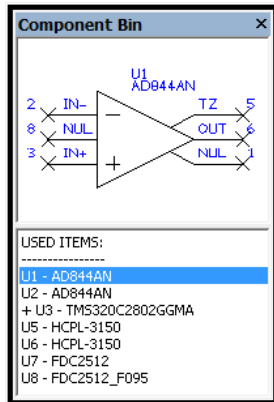 Component Bin ×
U1
AD844AN
2 IN- TZ 5
8 NUL OUT 6
3 IN+ NUL 1
USED ITEMS:
----------------
U1 - AD844AN
U2 - AD844AN
+ U3 - TMS320C2802GGMA
U5 - HCPL-3150
U6 - HCPL-3150
U7 - FDC2512
U8 - FDC2512_F095